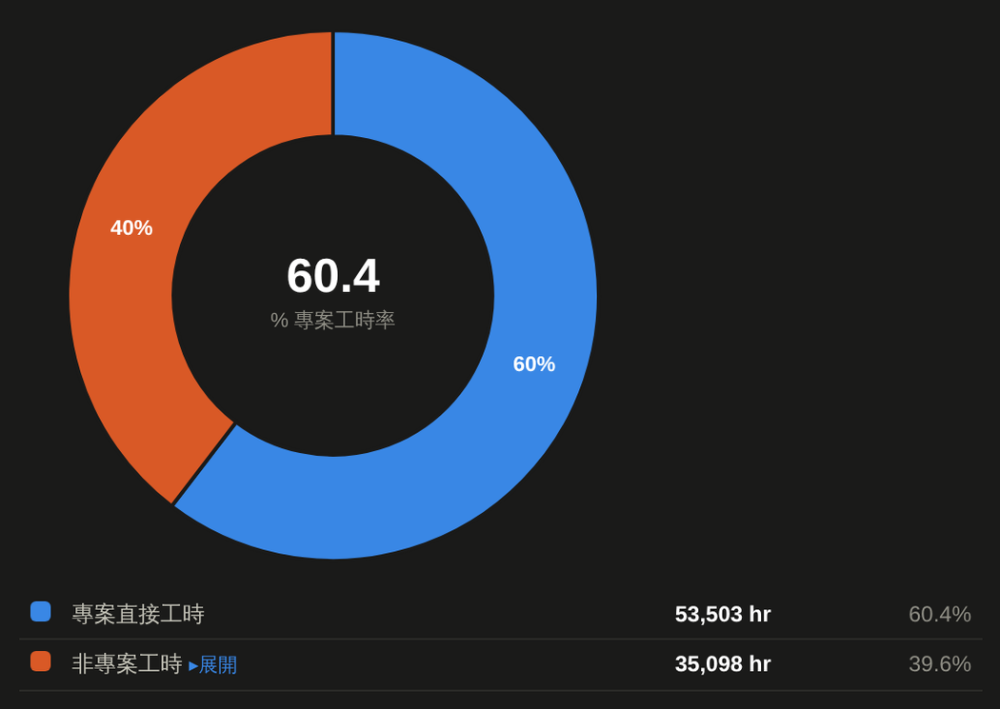 40%
60.4
% 專案工時率
60%
專案直接工時 53,503 hr 60.4%
非專案工時 ▸展開 35,098 hr 39.6%